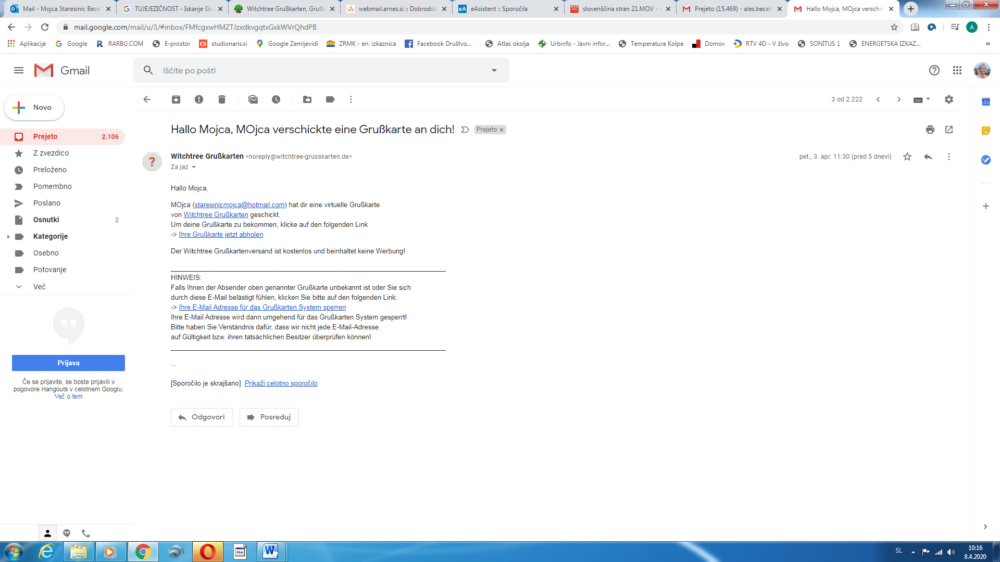 Mail - Mojca Staresinic Becel
TUJEJEZIČNOST - Iskanje Go
Witchtree Grußkarten, Grußk
webmail.arnes.si :: Dobrodoš
eAsistent :: Sporočila
slovenščina stran 21.MOV - 
Prejeto (15.469) - ales.becele
Hallo Mojca, MOjca verschic
mail.google.com/mail/u/3/#inbox/FMfcgxwHMZTJzxdkvgqtxGxkWVrQhdPB
A
Aplikacije
Google
RARBG.COM
E-prostor
studionaris.si
Google Zemljevidi
ZRMK - en. izkaznica
Facebook Društvo...
Atlas okolja
Urbinfo - Javni infor...
Temperatura Kolpe
Domov
RTV 4D - V živo
SONITUS 1
ENERGETSKA IZKAZ...
»
Gmail
Iščite po pošti
Novo
3 od 2.222
31
Prejeto 2.106
Z zvezdico
Preloženo
Pomembno
Poslano
Osnutki 2
Kategorije
Osebno
Potovanje
Več
Prijava
Če se prijavite, se boste prijavili v
pogovore Hangouts v celotnem Googlu.
Več o tem
Hallo Mojca, MOjca verschickte eine Grußkarte an dich!
Prejeto ×
Witchtree Grußkarten <noreply@witchtree-grusskarten.de>
pet., 3. apr. 11:30 (pred 5 dnevi)
Za jaz
Hallo Mojca,
MOjca (staresinicmojca@hotmail.com) hat dir eine virtuelle Grußkarte
von Witchtree Grußkarten geschickt.
Um deine Grußkarte zu bekommen, klicke auf den folgenden Link
-> Ihre Grußkarte jetzt abholen
Der Witchtree Grußkartenversand ist kostenlos und beinhaltet keine Werbung!
HINWEIS:
Falls Ihnen der Absender oben genannter Grußkarte unbekannt ist oder Sie sich
durch diese E-Mail belästigt fühlen, klicken Sie bitte auf den folgenden Link:
-> Ihre E-Mail Adresse für das Grußkarten System sperren
Ihre E-Mail Adresse wird dann umgehend für das Grußkarten System gesperrt!
Bitte haben Sie Verständnis dafür, dass wir nicht jede E-Mail-Adresse
auf Gültigkeit bzw. ihren tatsächlichen Besitzer überprüfen können!
...
[Sporočilo je skrajšano] Prikaži celotno sporočilo
Odgovori
Posreduj
SL
10:16
8.4.2020